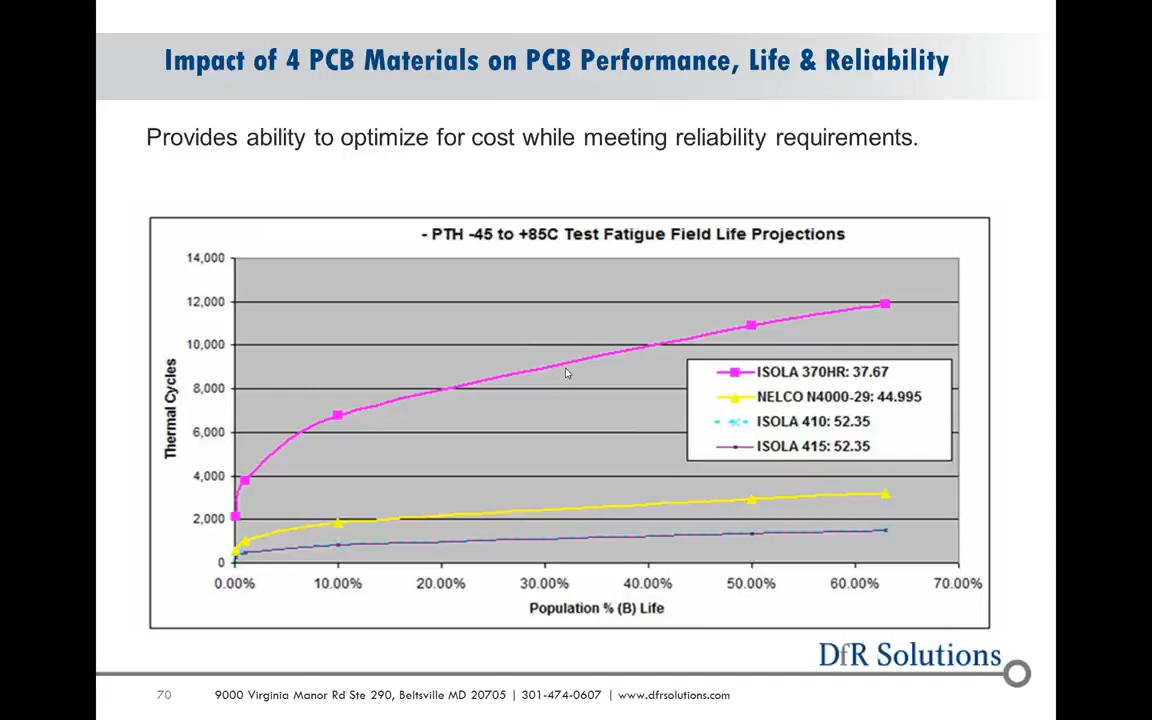 Impact of 4 PCB Materials on PCB Performance, Life & Reliability
Provides ability to optimize for cost while meeting reliability requirements.
- PTH -45 to +85C Test Fatigue Field Life Projections
14,000
12,000
10,000
8,000
6,000
4,000
2,000
0
Thermal Cycles
ISOLA 370HR: 37.67
NELCO N4000-29: 44.995
ISOLA 410: 52.35
ISOLA 415: 52.35
0.00% 10.00% 20.00% 30.00% 40.00% 50.00% 60.00% 70.00%
Population % (B) Life
DfR Solutions
70 9000 Virginia Manor Rd Ste 290, Beltsville MD 20705 | 301-474-0607 | www.dfrsolutions.com